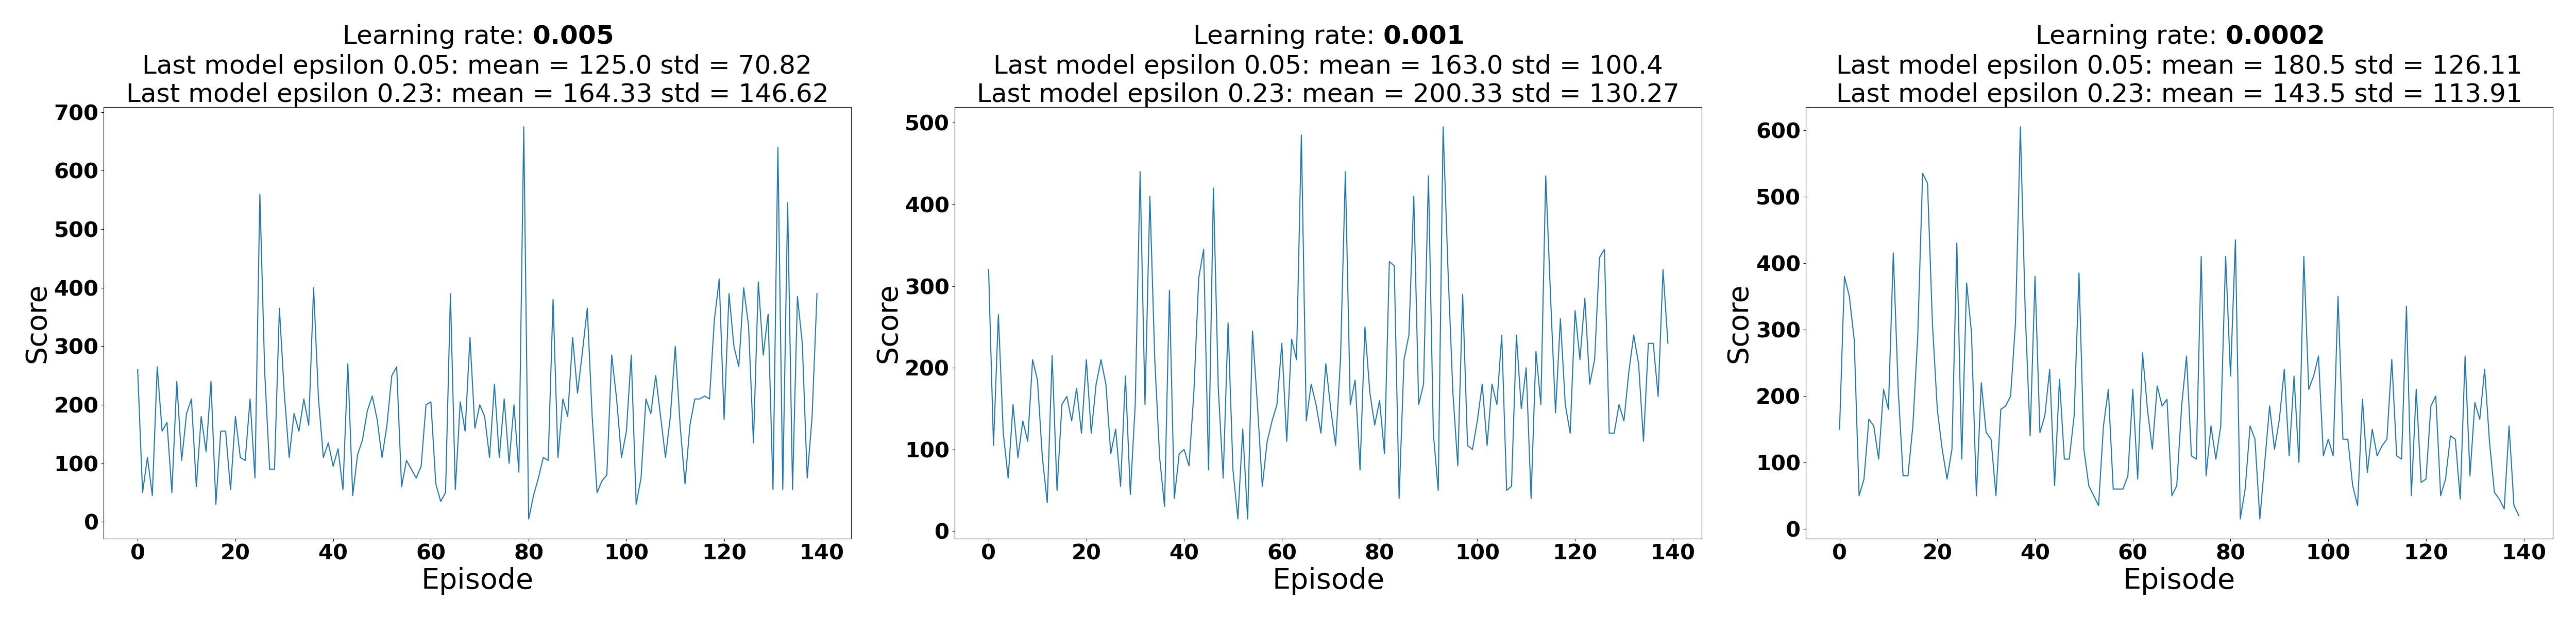 Learning rate: 0.005
Last model epsilon 0.05: mean = 125.0 std = 70.82
Last model epsilon 0.23: mean = 164.33 std = 146.62
700
600
500
400
300
200
100
0
Score
0 20 40 60 80 100 120 140
Episode
Learning rate: 0.001
Last model epsilon 0.05: mean = 163.0 std = 100.4
Last model epsilon 0.23: mean = 200.33 std = 130.27
500
400
300
200
100
0
Score
0 20 40 60 80 100 120 140
Episode
Learning rate: 0.0002
Last model epsilon 0.05: mean = 180.5 std = 126.11
Last model epsilon 0.23: mean = 143.5 std = 113.91
600
500
400
300
200
100
0
Score
0 20 40 60 80 100 120 140
Episode